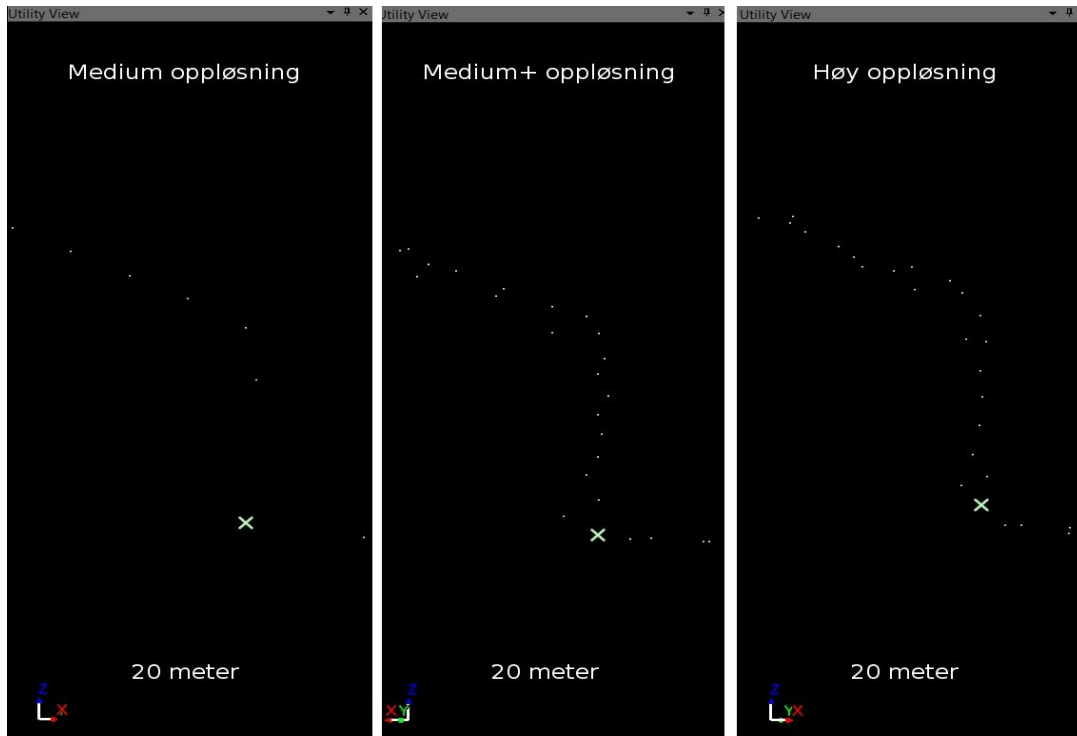 Utility View
Medium oppløsning
20 meter
Z
X
Utility View
Medium+ oppløsning
20 meter
Z
X Y
Utility View
Høy oppløsning
20 meter
Z
Y X